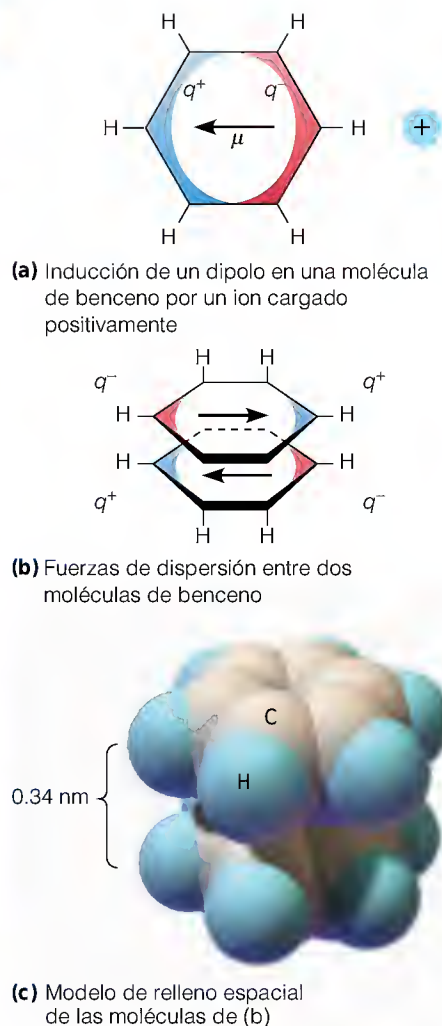 H H
q⁺ q⁻
H H +
μ
H H
(a) Inducción de un dipolo en una molécula
de benceno por un ion cargado
positivamente
H H
q⁻ q⁺
H H
H H
q⁺ q⁻
H H
(b) Fuerzas de dispersión entre dos
moléculas de benceno
C
H
0.34 nm
(c) Modelo de relleno espacial
de las moléculas de (b)